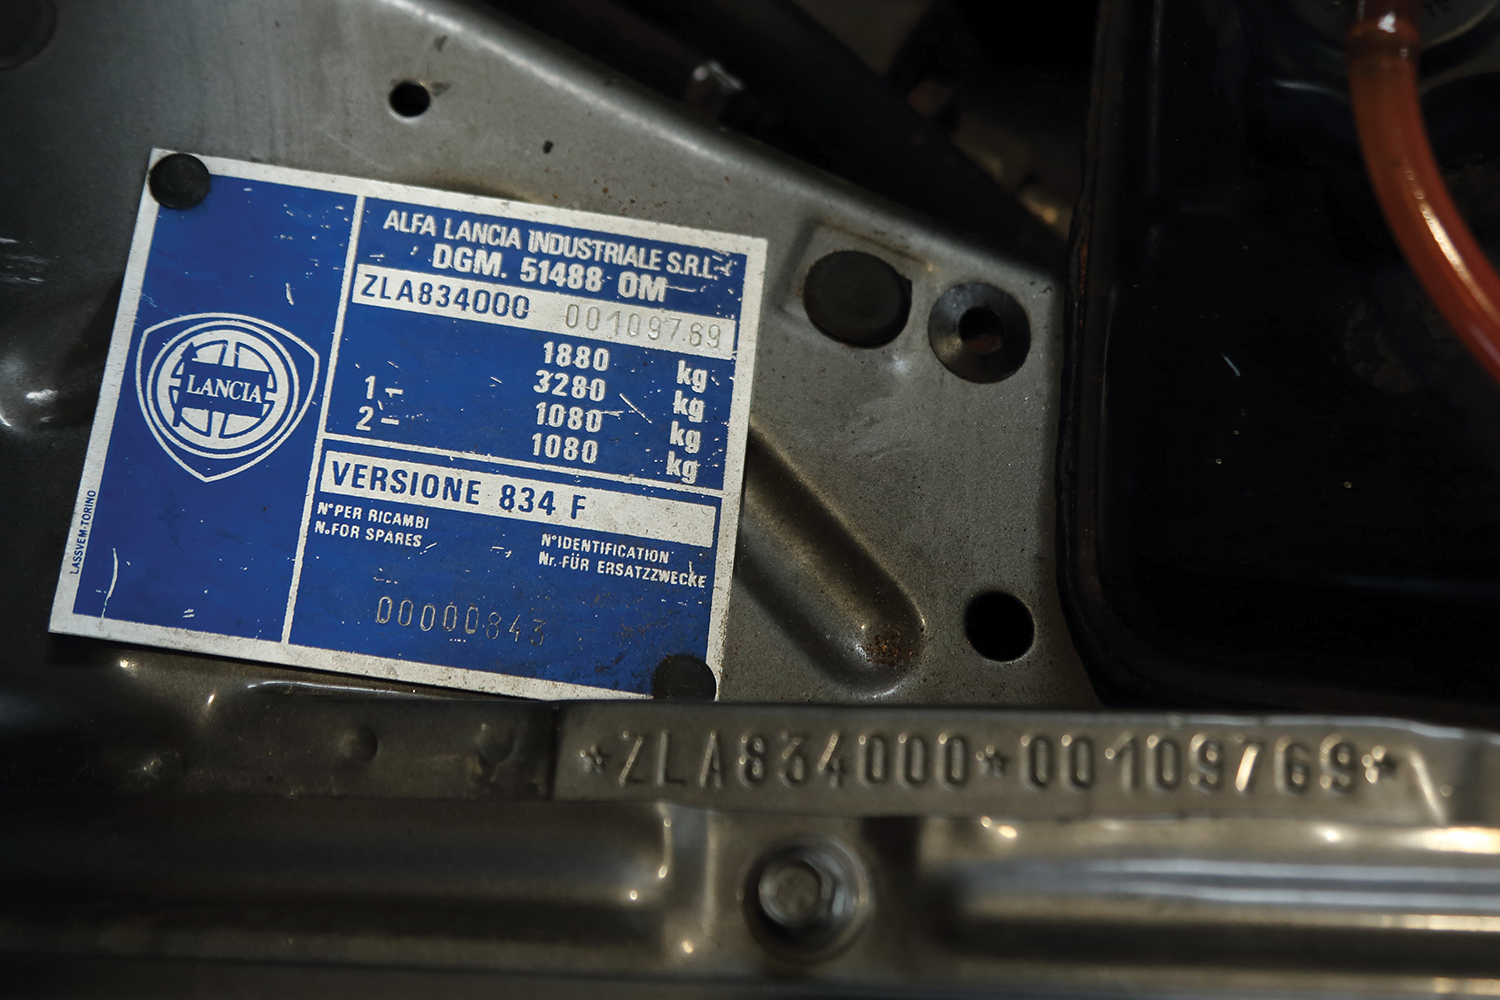 ALFA LANCIA INDUSTRIALE S.R.L.
DGM. 51488 OM
ZLA834000 00109769
1880 kg
3280 kg
1- 1080 kg
2- 1080 kg
LANCIA
VERSIONE 834 F
N° PER RICAMBI
N. FOR SPARES
N° IDENTIFICATION
Nr. FÜR ERSATZZWECKE
00000843
LASSVEM-TORINO
*ZLA834000*00109769*